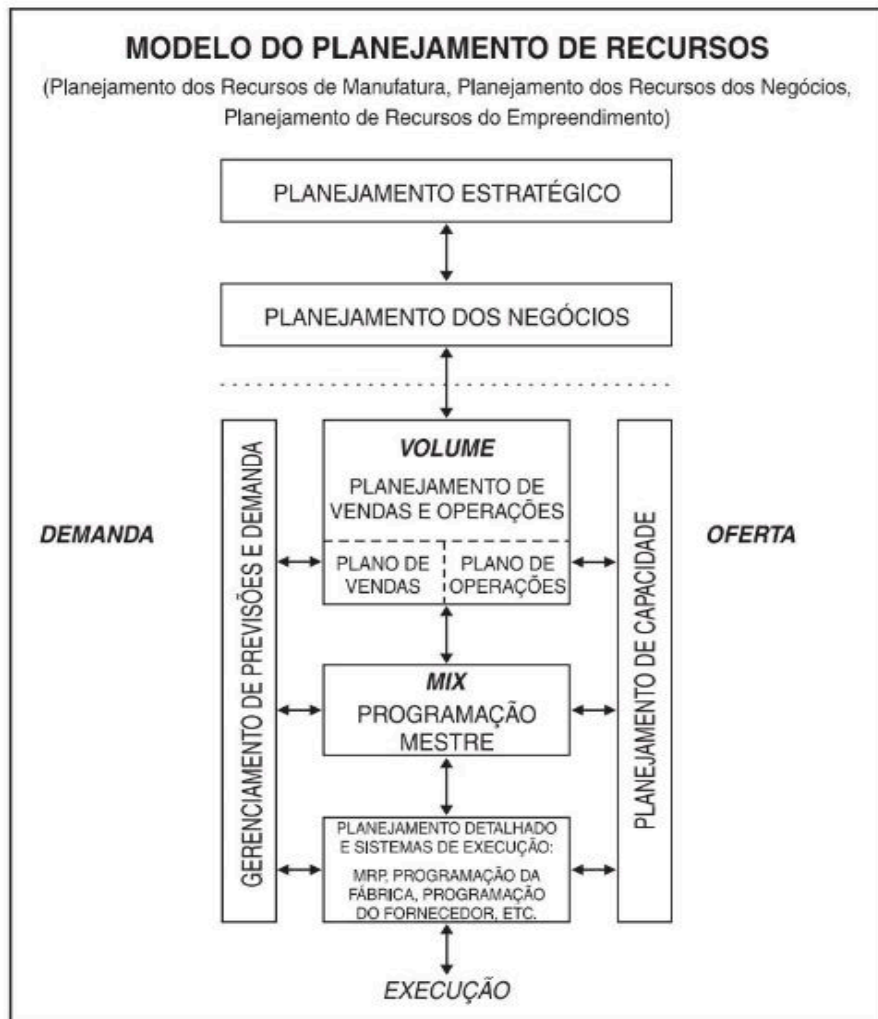 MODELO DO PLANEJAMENTO DE RECURSOS
(Planejamento dos Recursos de Manufatura, Planejamento dos Recursos dos Negócios,
Planejamento de Recursos do Empreendimento)
PLANEJAMENTO ESTRATÉGICO
PLANEJAMENTO DOS NEGÓCIOS
DEMANDA
GERENCIAMENTO DE PREVISÕES E DEMANDA
VOLUME
PLANEJAMENTO DE
VENDAS E OPERAÇÕES
PLANO DE
VENDAS
PLANO DE
OPERAÇÕES
MIX
PROGRAMAÇÃO
MESTRE
PLANEJAMENTO DETALHADO
E SISTEMAS DE EXECUÇÃO:
MRP, PROGRAMAÇÃO DA
FÁBRICA, PROGRAMAÇÃO
DO FORNECEDOR, ETC.
PLANEJAMENTO DE CAPACIDADE
OFERTA
EXECUÇÃO